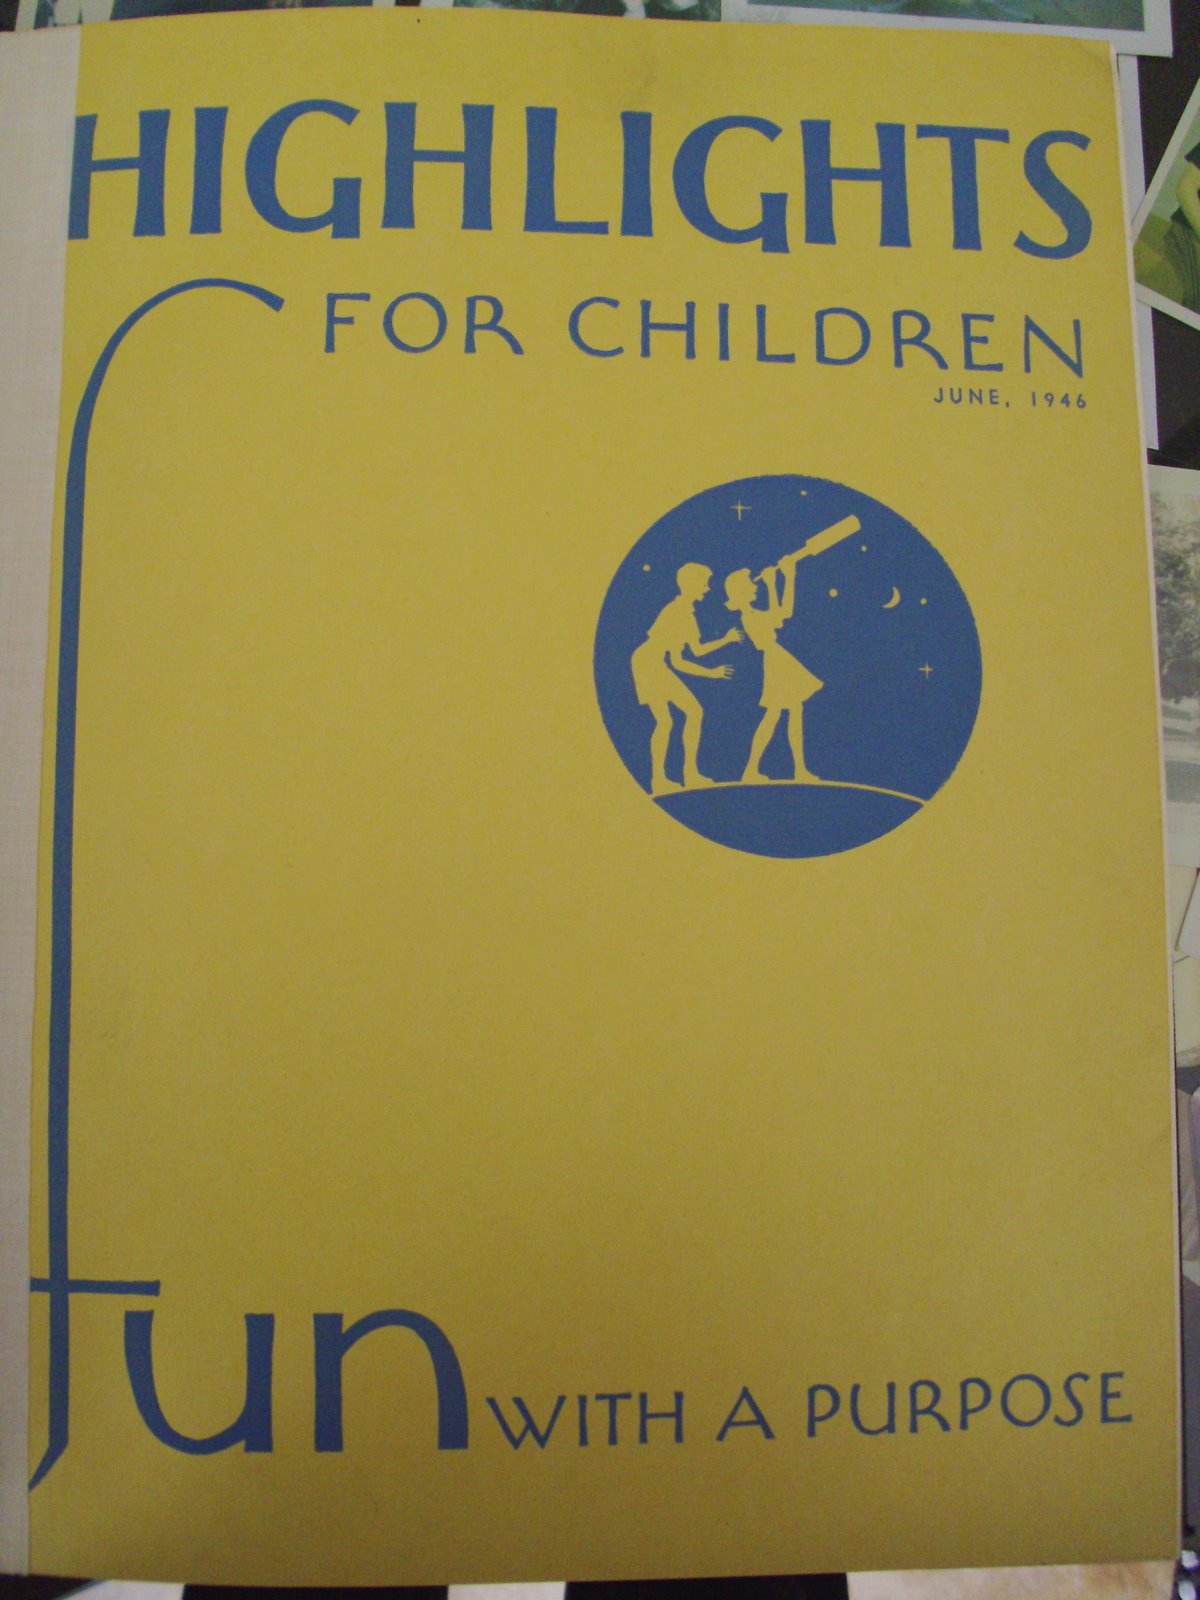 HIGHLIGHTS
FOR CHILDREN
JUNE, 1946
fun WITH A PURPOSE